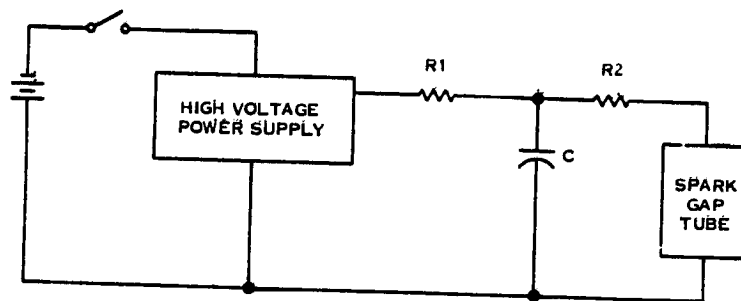 R1
R2
HIGH VOLTAGE
POWER SUPPLY
C
SPARK
GAP
TUBE